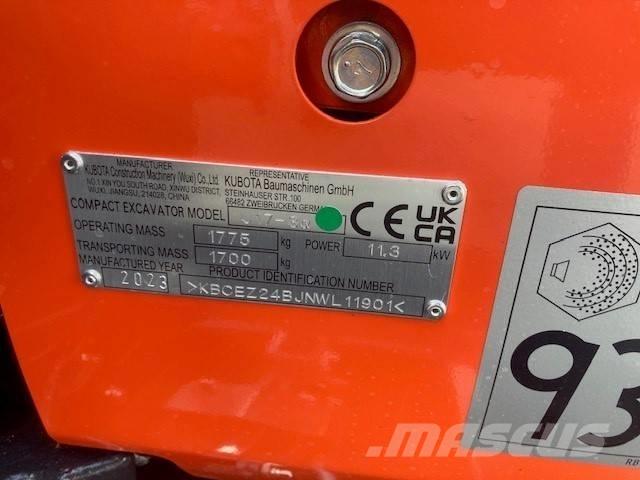 MANUFACTURER
KUBOTA Construction Machinery (Wuxi) Co., Ltd.
NO.1 XIN YOU SOUTH ROAD, XINWU DISTRICT,
WUXI, JIANGSU, 214028, CHINA
REPRESENTATIVE
KUBOTA Baumaschinen GmbH
STEINHAUSER STR.100
66482 ZWEIBRUCKEN GERMANY
COMPACT EXCAVATOR MODEL
CE UK CA
OPERATING MASS 1775 kg POWER 11.3 kW
TRANSPORTING MASS 1700 kg
MANUFACTURED YEAR 2023
PRODUCT IDENTIFICATION NUMBER
>KBCEZ24BJNWL11901<
93
RB
MASCUS